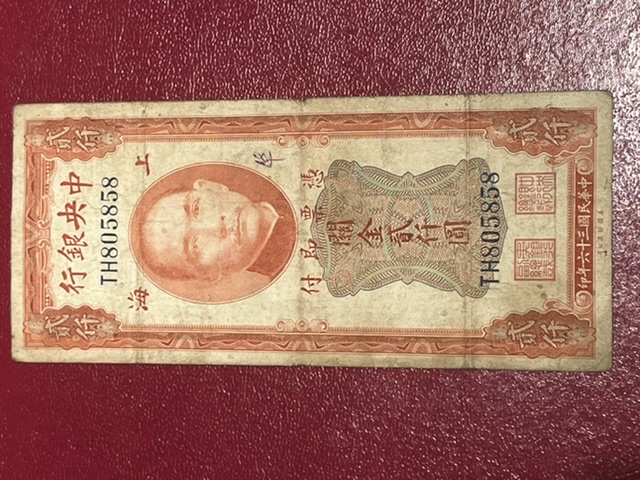 貳仟
貳仟
中央銀行
TH805858
上海
憑票即付
關金貳仟圓
TH805858
貳仟
貳仟
中華民國三十六年印